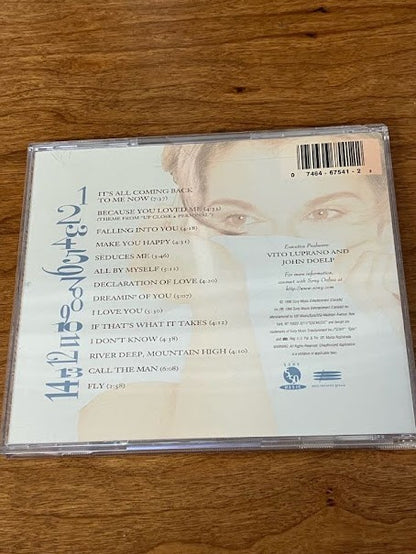 0 7464-67541-2 2
IT'S ALL COMING BACK
TO ME NOW (7:37)
BECAUSE YOU LOVED ME (4:33)
(THEME FROM "UP CLOSE & PERSONAL")
FALLING INTO YOU (4:18)
MAKE YOU HAPPY (4:31)
SEDUCES ME (3:46)
ALL BY MYSELF (5:12)
DECLARATION OF LOVE (4:20)
DREAMIN' OF YOU (5:07)
I LOVE YOU (5:30)
IF THAT'S WHAT IT TAKES (4:12)
I DON'T KNOW (4:38)
RIVER DEEP, MOUNTAIN HIGH (4:10)
CALL THE MAN (6:08)
FLY (2:58)
Executive Producers:
VITO LUPRANO AND
JOHN DOELP
For more information,
connect with Sony Online at
http://www.sony.com
SONY
MUSIC